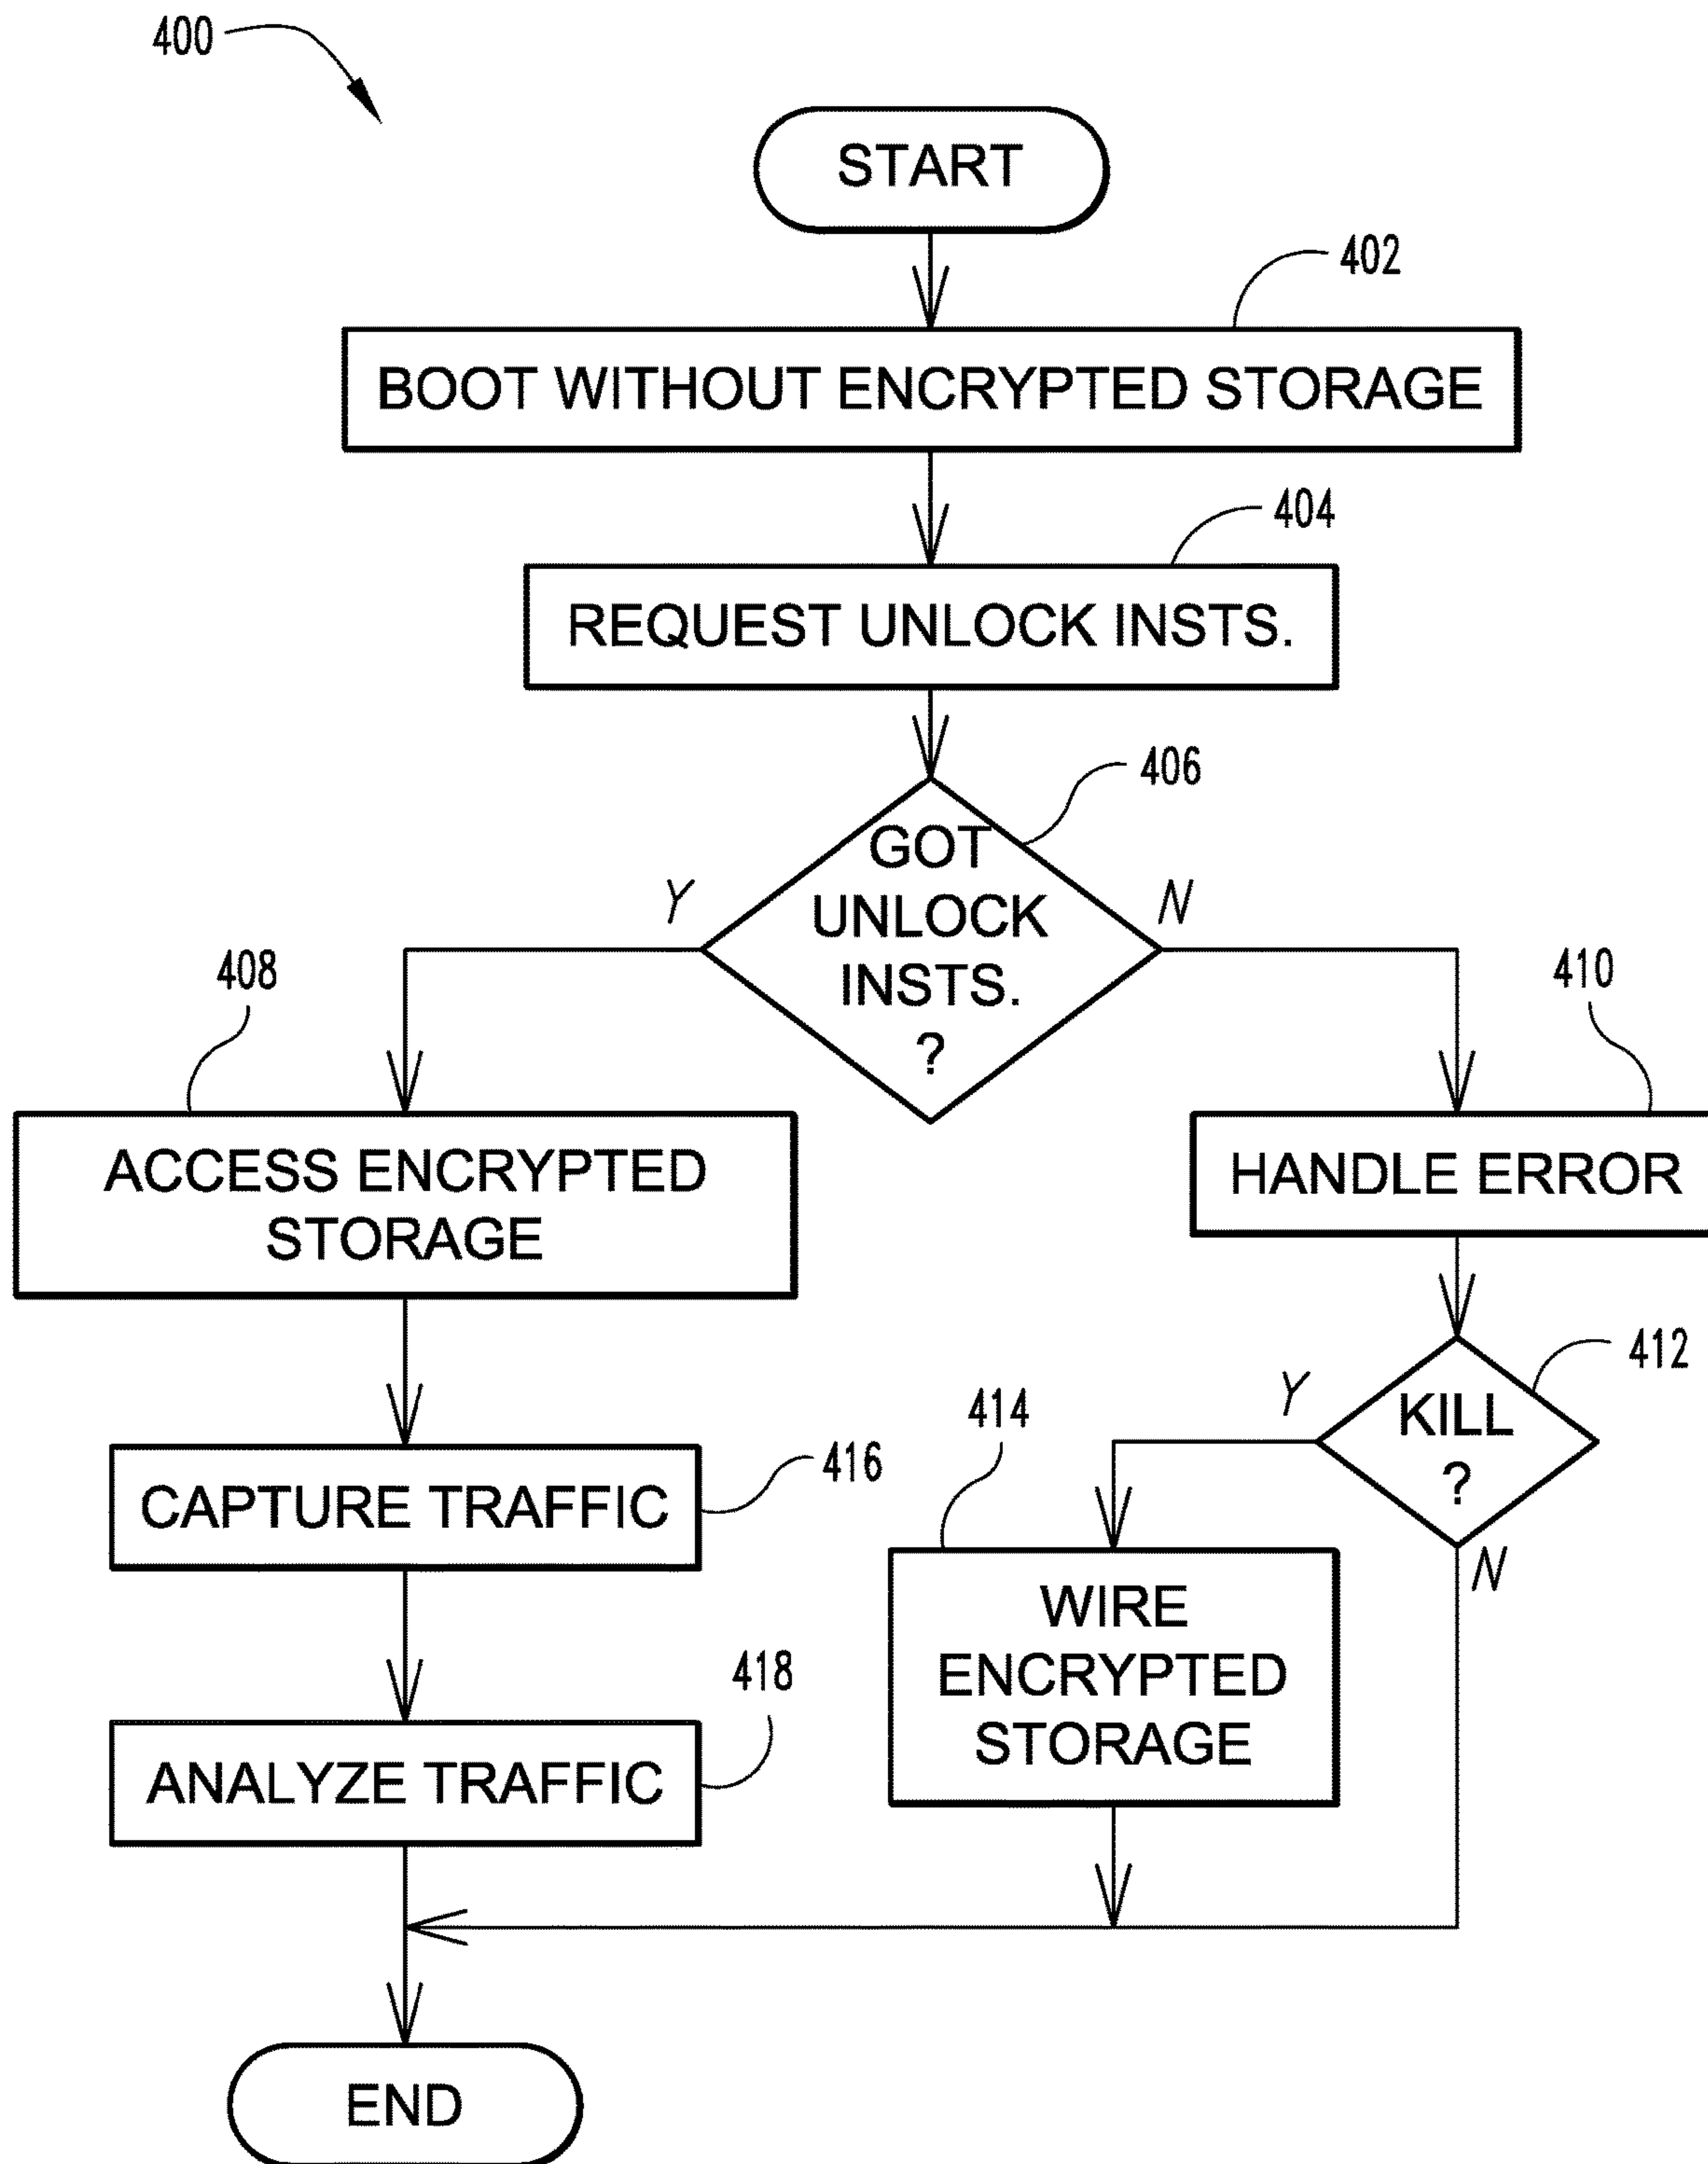 400
START
402
BOOT WITHOUT ENCRYPTED STORAGE
404
REQUEST UNLOCK INSTS.
406
GOT
UNLOCK
INSTS.
?
Y
N
408
ACCESS ENCRYPTED
STORAGE
410
HANDLE ERROR
412
KILL
?
Y
N
414
WIRE
ENCRYPTED
STORAGE
416
CAPTURE TRAFFIC
418
ANALYZE TRAFFIC
END